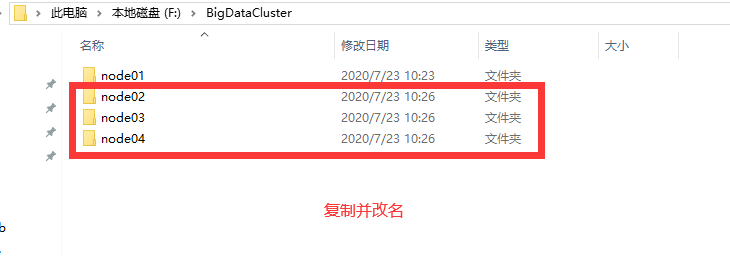 此电脑 > 本地磁盘 (F:) > BigDataCluster
名称 修改日期 类型 大小
node01 2020/7/23 10:23 文件夹
node02 2020/7/23 10:26 文件夹
node03 2020/7/23 10:26 文件夹
node04 2020/7/23 10:26 文件夹
复制并改名
b